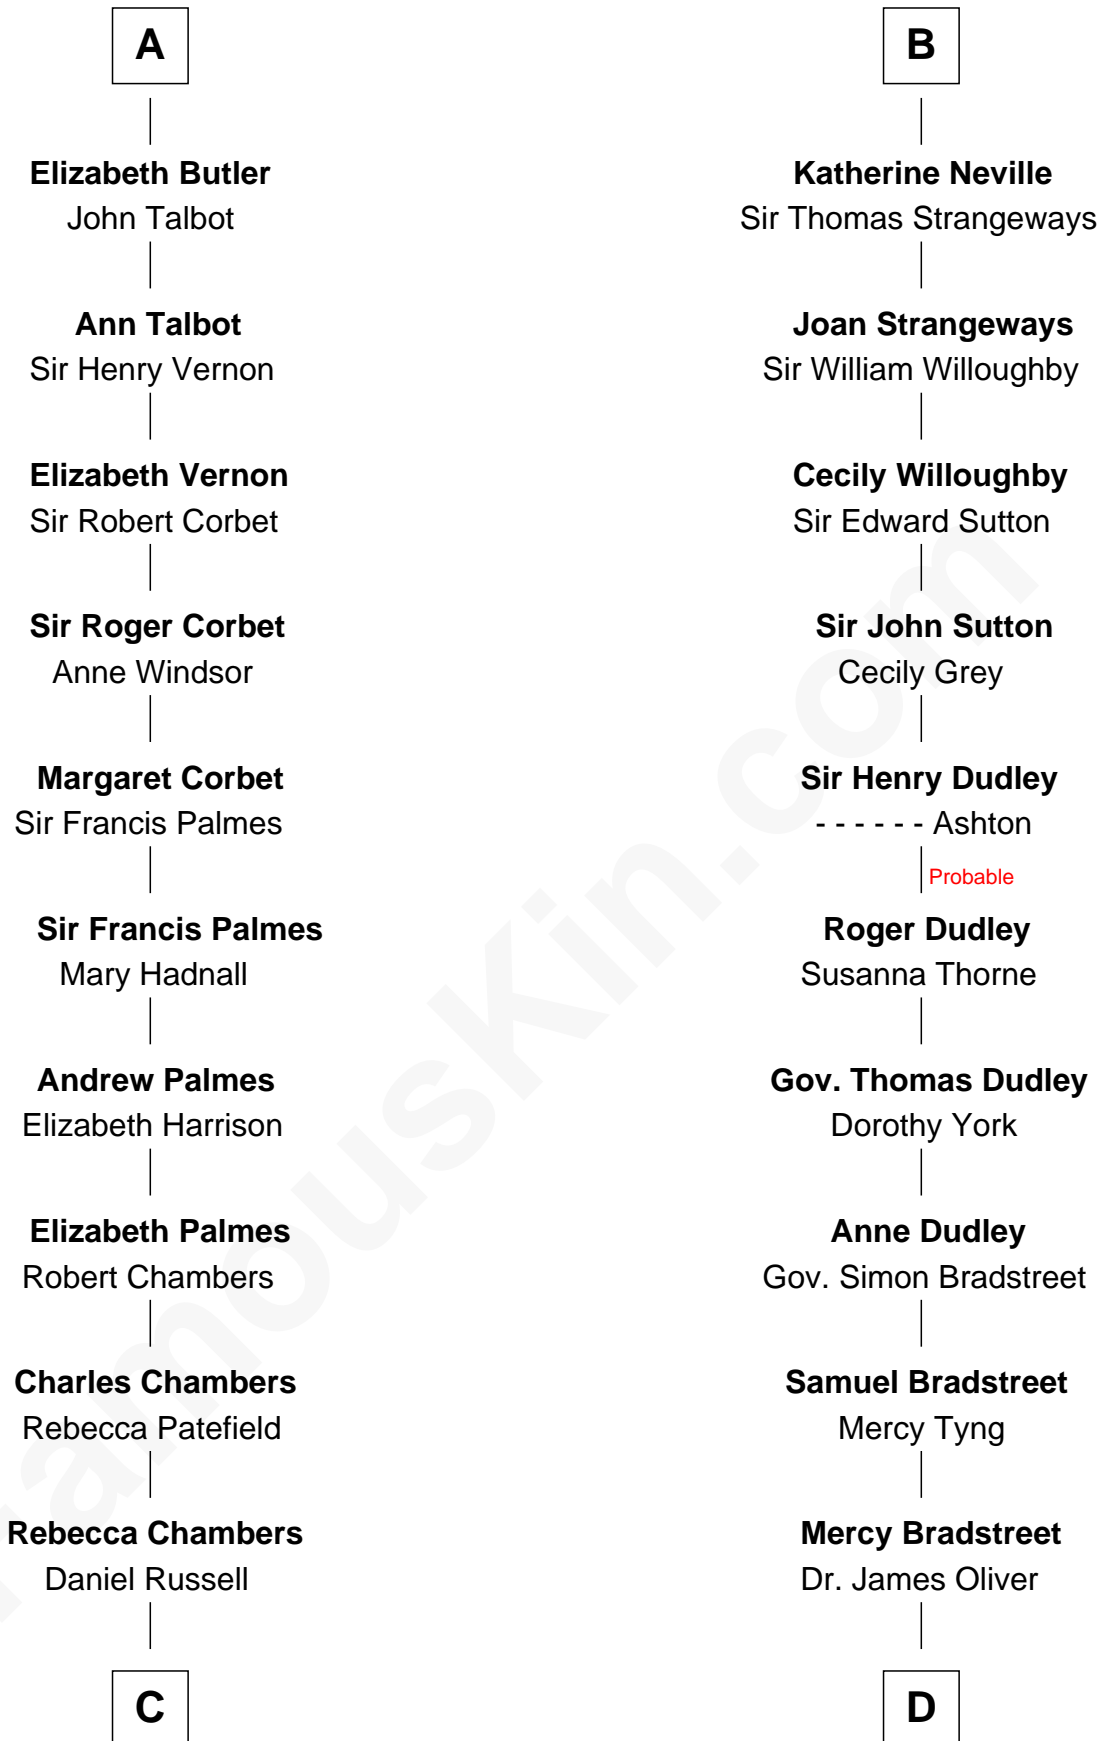 A
Elizabeth Butler
John Talbot
Ann Talbot
Sir Henry Vernon
Elizabeth Vernon
Sir Robert Corbet
Sir Roger Corbet
Anne Windsor
Margaret Corbet
Sir Francis Palmes
Sir Francis Palmes
Mary Hadnall
Andrew Palmes
Elizabeth Harrison
Elizabeth Palmes
Robert Chambers
Charles Chambers
Rebecca Patefield
Rebecca Chambers
Daniel Russell
C
B
Katherine Neville
Sir Thomas Strangeways
Joan Strangeways
Sir William Willoughby
Cecily Willoughby
Sir Edward Sutton
Sir John Sutton
Cecily Grey
Sir Henry Dudley
- - - - - - Ashton
Probable
Roger Dudley
Susanna Thorne
Gov. Thomas Dudley
Dorothy York
Anne Dudley
Gov. Simon Bradstreet
Samuel Bradstreet
Mercy Tyng
Mercy Bradstreet
Dr. James Oliver
D
FamousKin.com